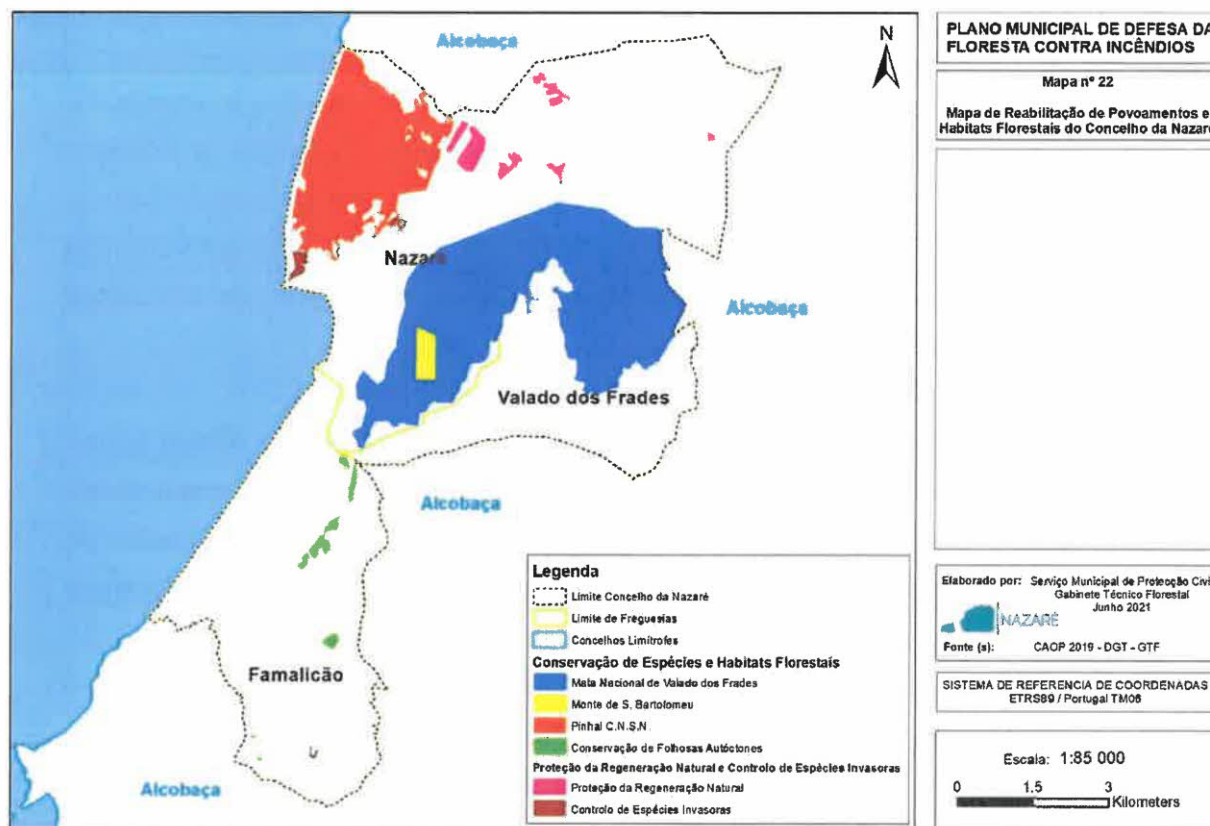 Alcobaça
N
Nazaré
Alcobaça
Valado dos Frades
Alcobaça
Famalicão
Alcobaça
Legenda
Limite Concelho da Nazaré
Limite de Freguesias
Concelhos Limítrofes
Conservação de Espécies e Habitats Florestais
Mata Nacional de Valado dos Frades
Monte de S. Bartolomeu
Pinhal C.N.S.N.
Conservação de Folhosas Autóctones
Proteção da Regeneração Natural e Controlo de Espécies Invasoras
Proteção da Regeneração Natural
Controlo de Espécies Invasoras
PLANO MUNICIPAL DE DEFESA DA
FLORESTA CONTRA INCÊNDIOS
Mapa nº 22
Mapa de Reabilitação de Povoamentos e
Habitats Florestais do Concelho da Nazaré
Elaborado por: Serviço Municipal de Protecção Civi
Gabinete Técnico Florestal
Junho 2021
NAZARÉ
Fonte (s): CAOP 2019 - DGT - GTF
SISTEMA DE REFERENCIA DE COORDENADAS
ETRS89 / Portugal TM06
Escala: 1:85 000
0 1.5 3
Kilometers